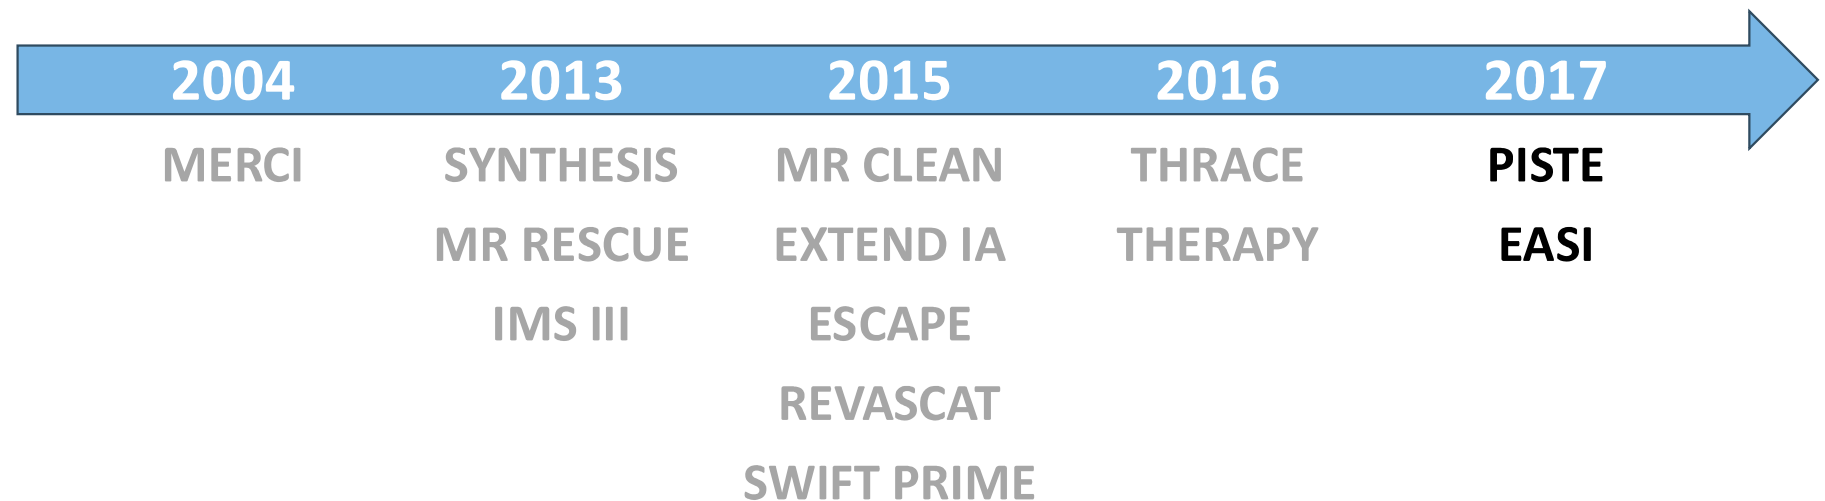 2004 2013 2015 2016 2017
MERCI SYNTHESIS MR CLEAN THRACE PISTE
MR RESCUE EXTEND IA THERAPY EASI
IMS III ESCAPE
REVASCAT
SWIFT PRIME